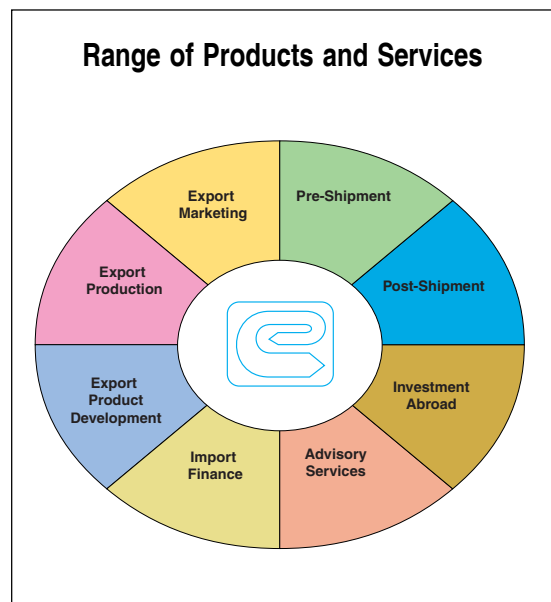 Range of Products and Services
Export
Marketing
Pre-Shipment
Export
Production
Post-Shipment
Export
Product
Development
Investment
Abroad
Import
Finance
Advisory
Services